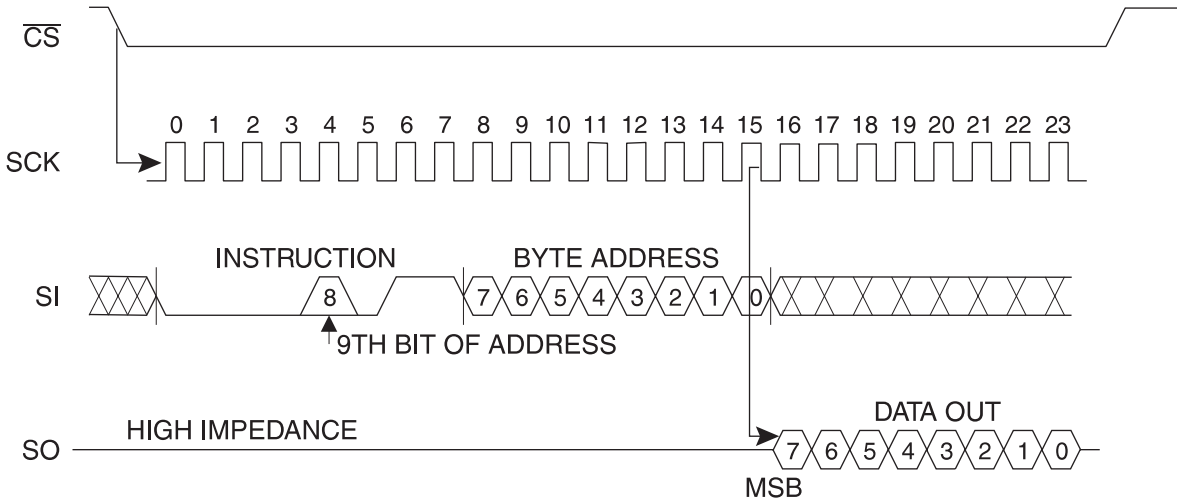 CS
0 1 2 3 4 5 6 7 8 9 10 11 12 13 14 15 16 17 18 19 20 21 22 23
SCK
INSTRUCTION BYTE ADDRESS
SI 8 7 6 5 4 3 2 1 0
9TH BIT OF ADDRESS
HIGH IMPEDANCE DATA OUT
SO 7 6 5 4 3 2 1 0
MSB